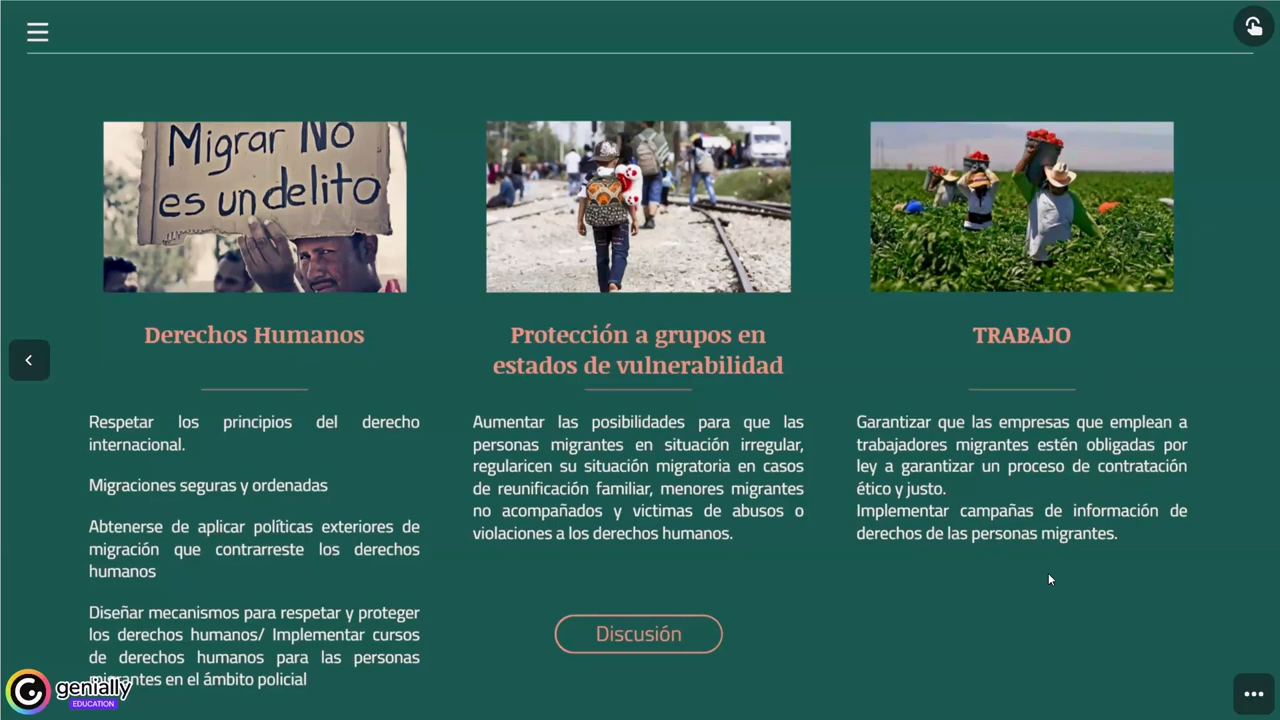 Migrar NO
es un delito
Derechos Humanos
Respetar los principios del derecho
internacional.
Migraciones seguras y ordenadas
Abtenerse de aplicar políticas exteriores de
migración que contrarreste los derechos
humanos
Diseñar mecanismos para respetar y proteger
los derechos humanos/ Implementar cursos
de derechos humanos para las personas
migrantes en el ámbito policial
Protección a grupos en
estados de vulnerabilidad
Aumentar las posibilidades para que las
personas migrantes en situación irregular,
regularicen su situación migratoria en casos
de reunificación familiar, menores migrantes
no acompañados y victimas de abusos o
violaciones a los derechos humanos.
Discusión
TRABAJO
Garantizar que las empresas que emplean a
trabajadores migrantes estén obligadas por
ley a garantizar un proceso de contratación
ético y justo.
Implementar campañas de información de
derechos de las personas migrantes.
genially
EDUCATION